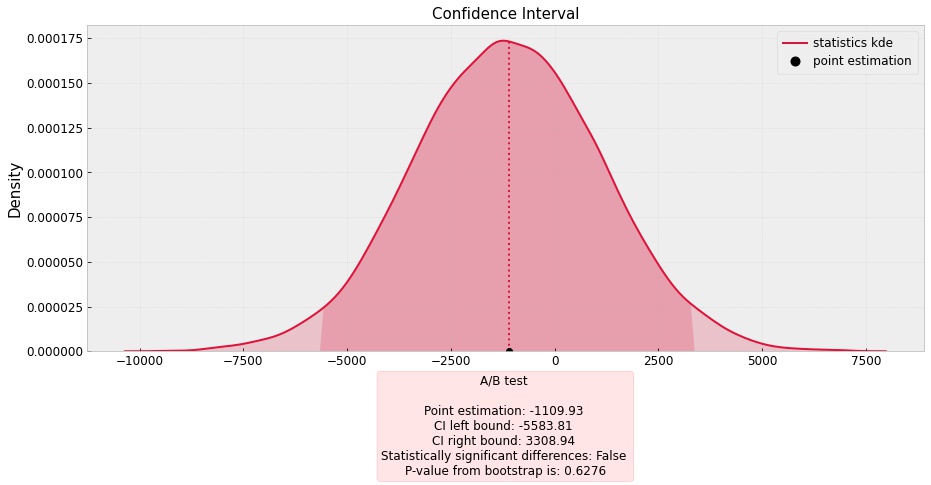 Confidence Interval
statistics kde
point estimation
Density
0.000175
0.000150
0.000125
0.000100
0.000075
0.000050
0.000025
0.000000
−10000 −7500 −5000 −2500 0 2500 5000 7500
A/B test
Point estimation: -1109.93
CI left bound: -5583.81
CI right bound: 3308.94
Statistically significant differences: False
P-value from bootstrap is: 0.6276